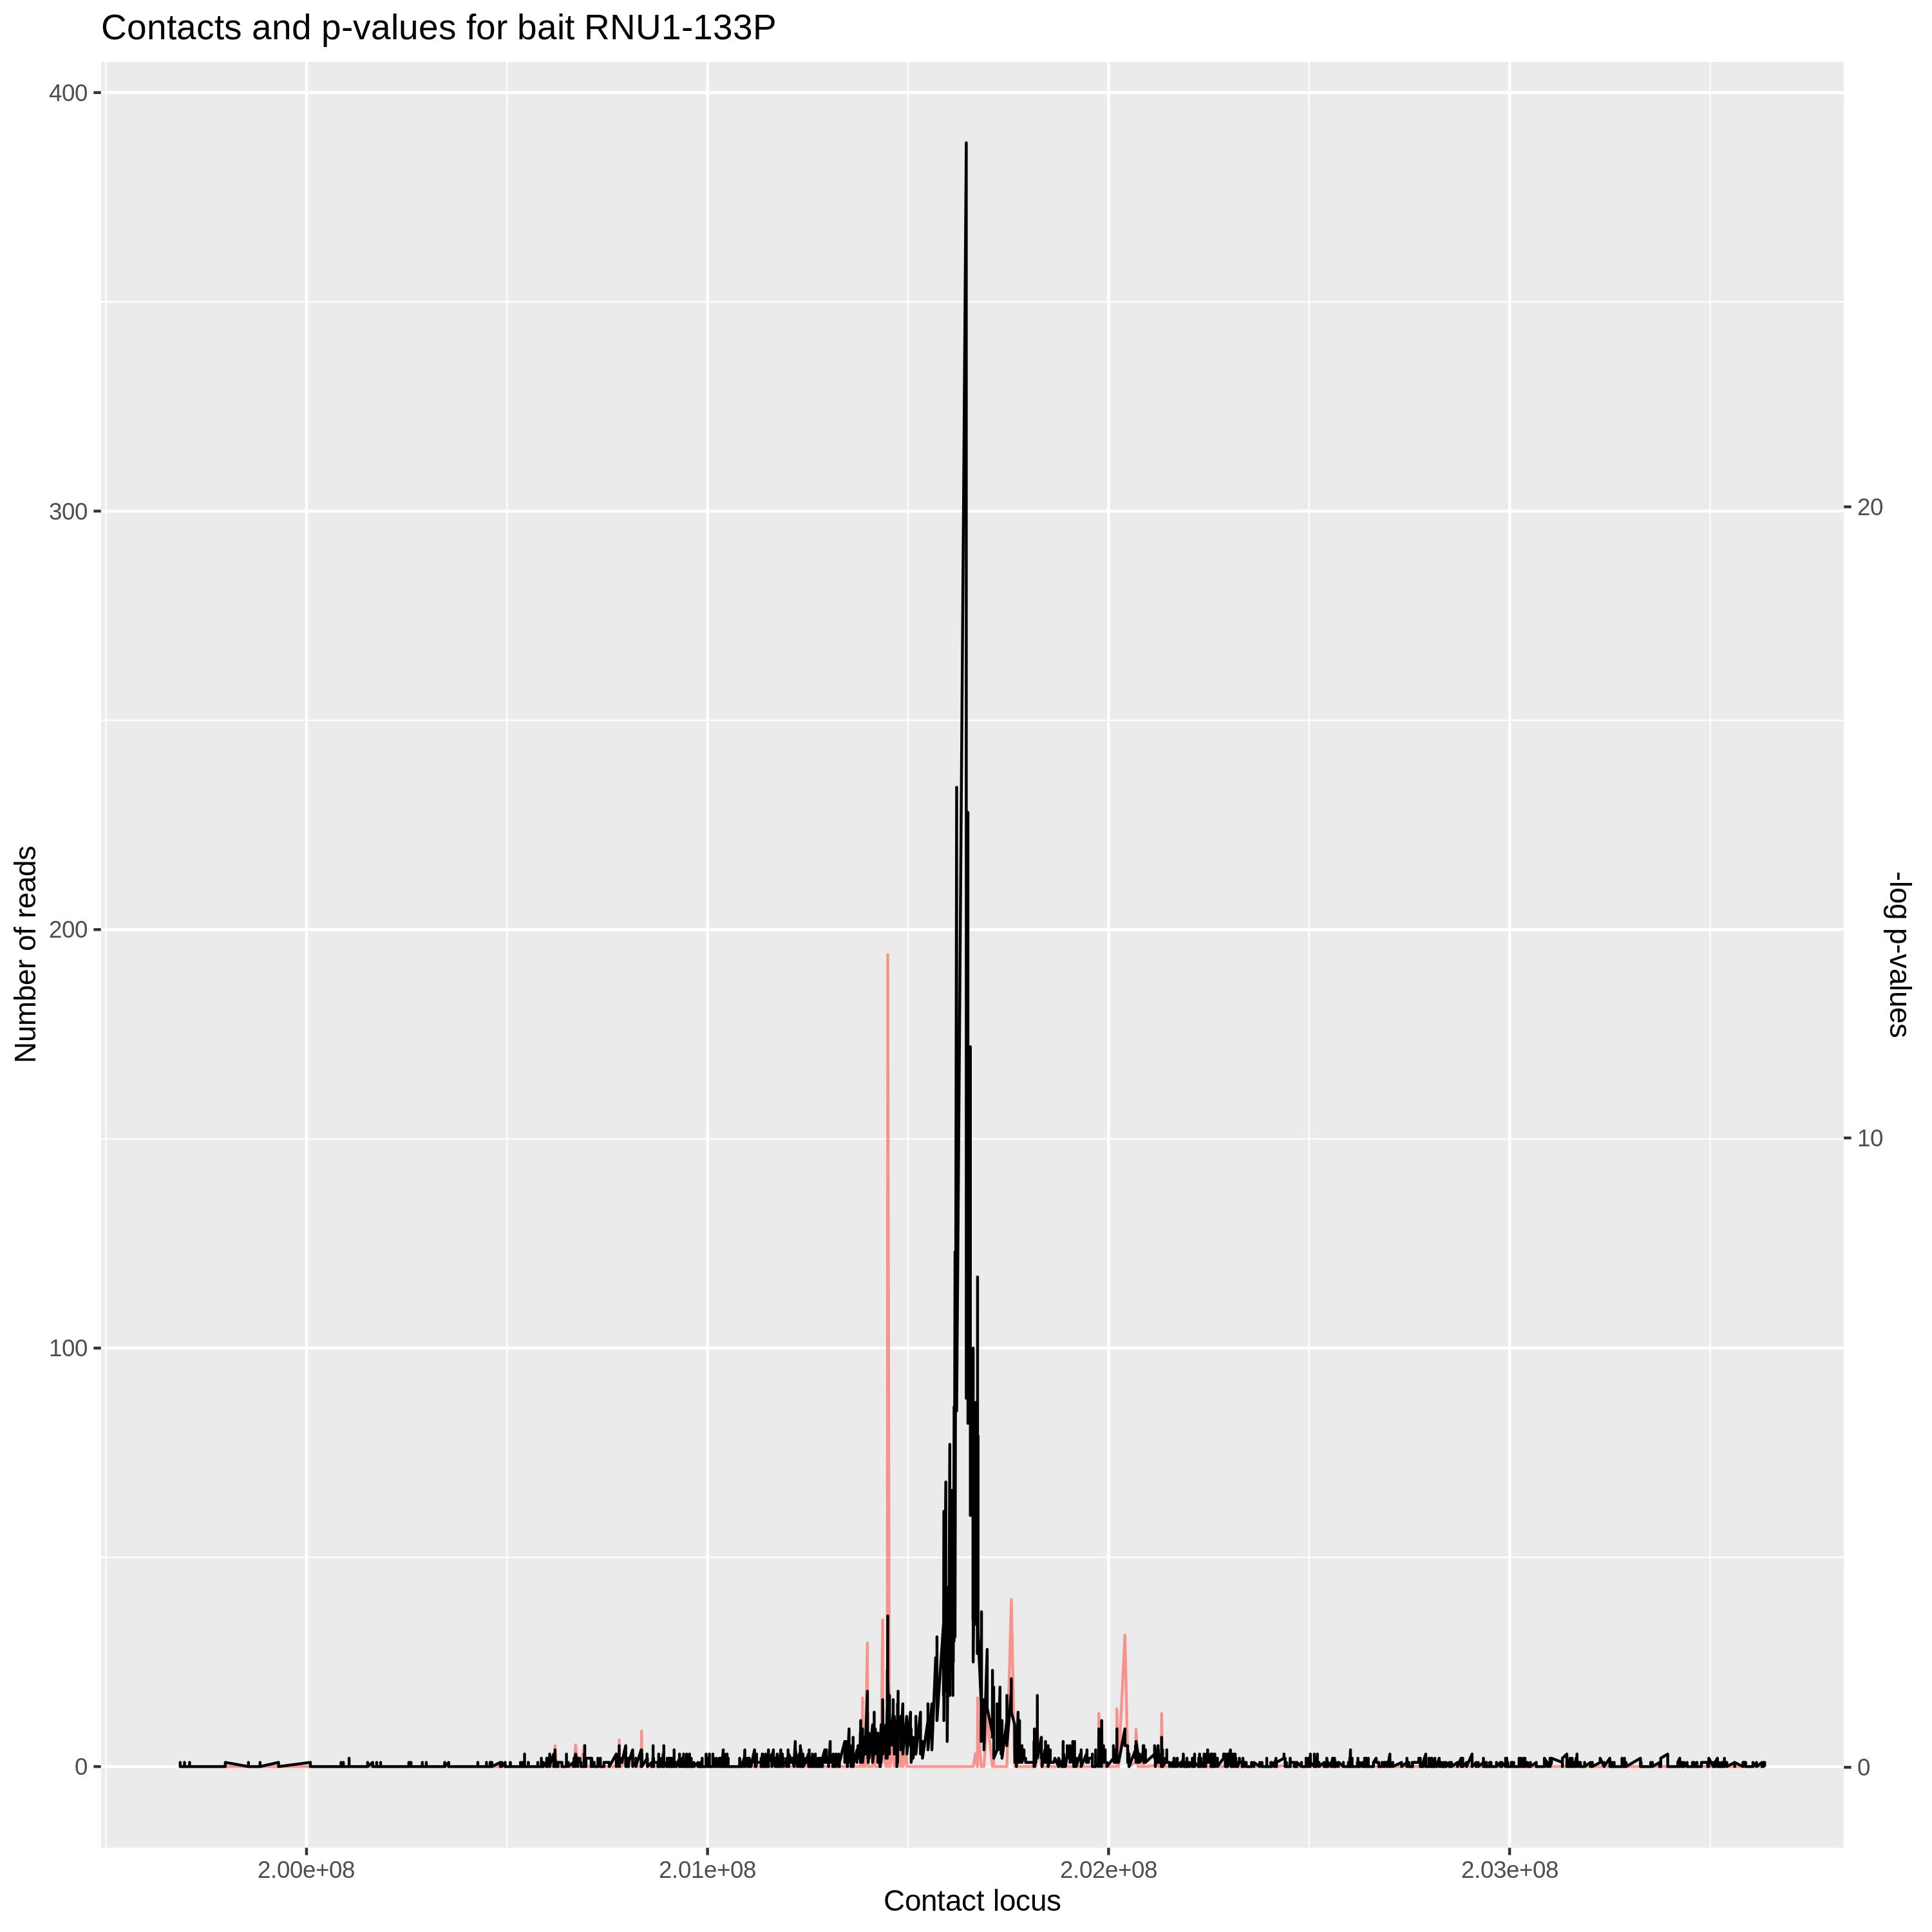 Contacts and p-values for bait RNU1-133P
400
300
200
100
0
20
10
0
Number of reads
-log p-values
2.00e+08 2.01e+08 2.02e+08 2.03e+08
Contact locus